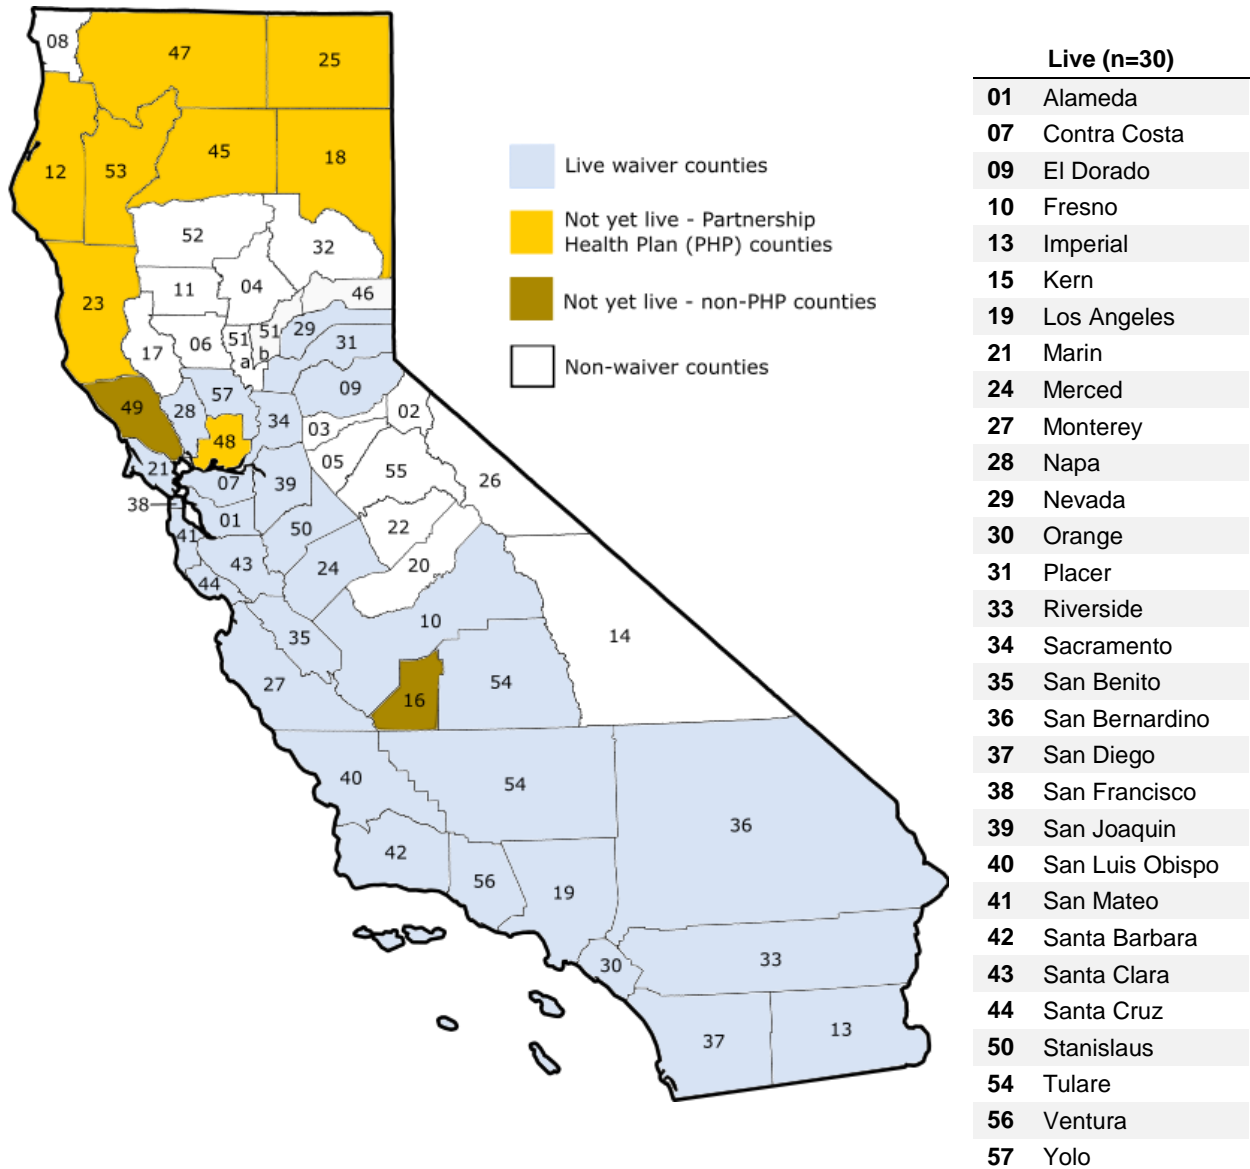 08
47
25
12
53
45
18
52
32
11
04
46
23
17
06
51
a
51
b
29
31
09
49
28
57
48
34
03
02
05
55
26
21
07
39
38
01
50
22
41
43
44
24
20
10
14
35
27
16
54
40
54
36
42
56
19
30
33
37
13
Live waiver counties
Not yet live - Partnership
Health Plan (PHP) counties
Not yet live - non-PHP counties
Non-waiver counties
Live (n=30)
01 Alameda
07 Contra Costa
09 El Dorado
10 Fresno
13 Imperial
15 Kern
19 Los Angeles
21 Marin
24 Merced
27 Monterey
28 Napa
29 Nevada
30 Orange
31 Placer
33 Riverside
34 Sacramento
35 San Benito
36 San Bernardino
37 San Diego
38 San Francisco
39 San Joaquin
40 San Luis Obispo
41 San Mateo
42 Santa Barbara
43 Santa Clara
44 Santa Cruz
50 Stanislaus
54 Tulare
56 Ventura
57 Yolo